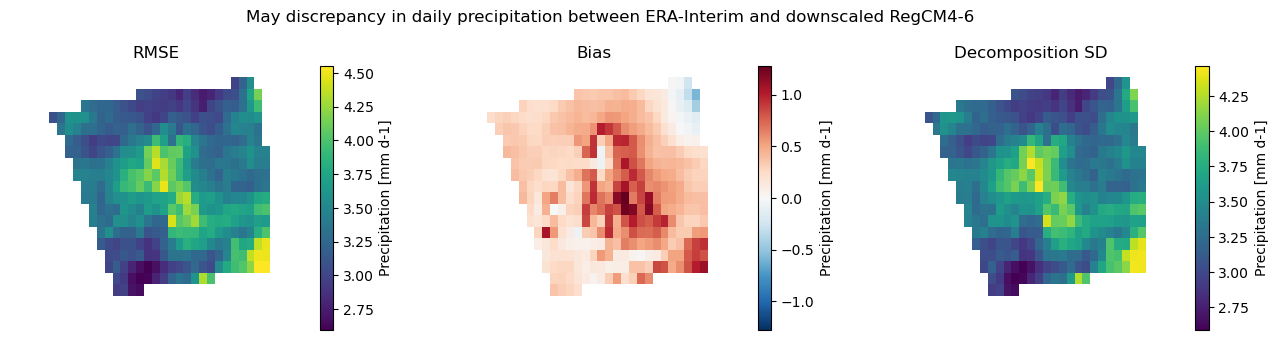 May discrepancy in daily precipitation between ERA-Interim and downscaled RegCM4-6
RMSE
4.50
4.25
4.00
3.75
3.50
3.25
3.00
2.75
Precipitation [mm d-1]
Bias
1.0
0.5
0.0
−0.5
−1.0
Precipitation [mm d-1]
Decomposition SD
4.25
4.00
3.75
3.50
3.25
3.00
2.75
Precipitation [mm d-1]